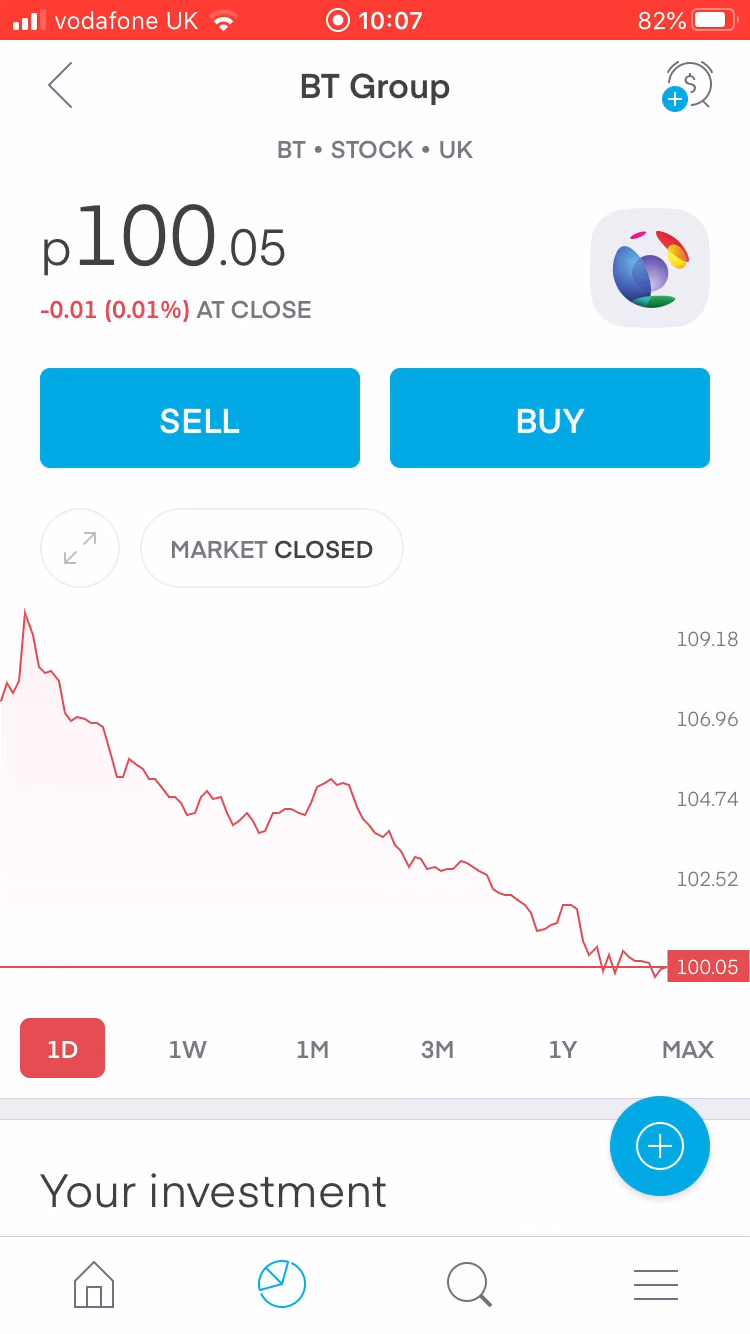 vodafone UK 10:07 82%
BT Group
$
BT • STOCK • UK
p100.05
-0.01 (0.01%) AT CLOSE
SELL BUY
MARKET CLOSED
109.18
106.96
104.74
102.52
100.05
1D 1W 1M 3M 1Y MAX
Your investment